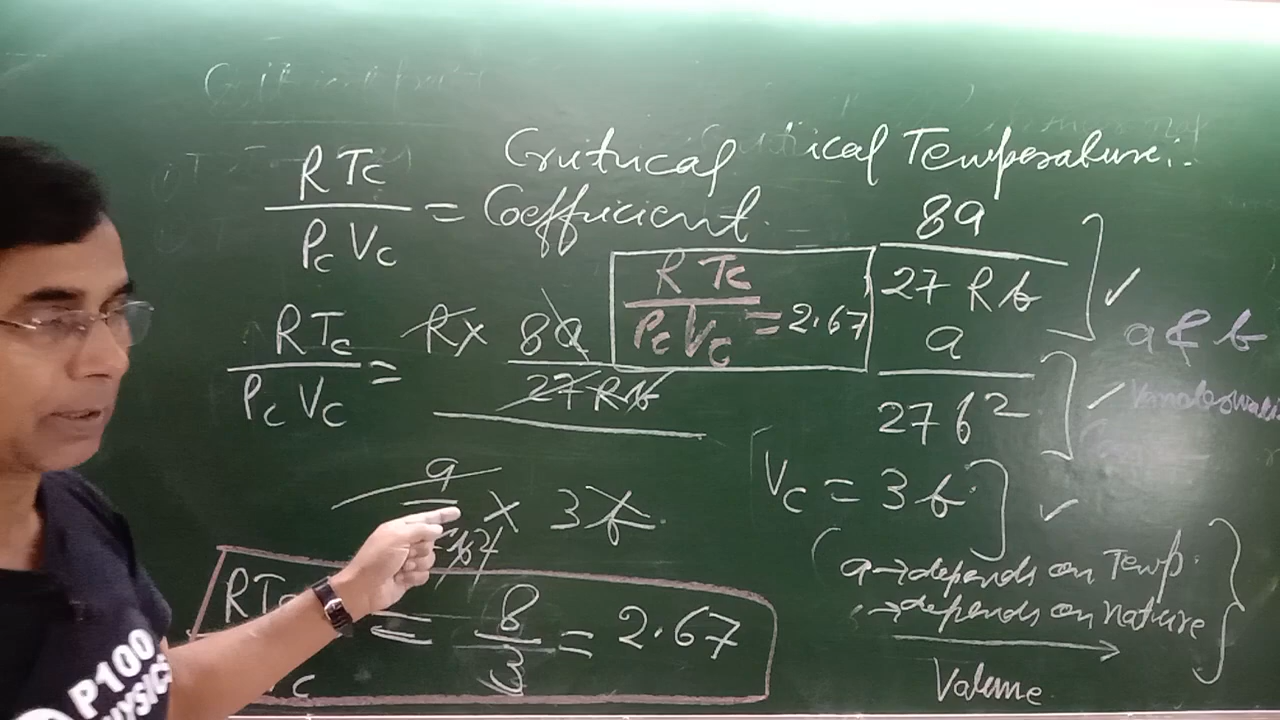 Critical Temperature:-
RTc / PcVc = Critical Coefficient.
8a / 27Rb
RTc / PcVc = 2.67
a / 27b²
a & b
RTc / PcVc = R× 8a / 27Rb
a × 3b
Vc = 3b
a → depends on Temp.
→ depends on nature
Volume
RTc = 8/3 = 2.67
c
P100